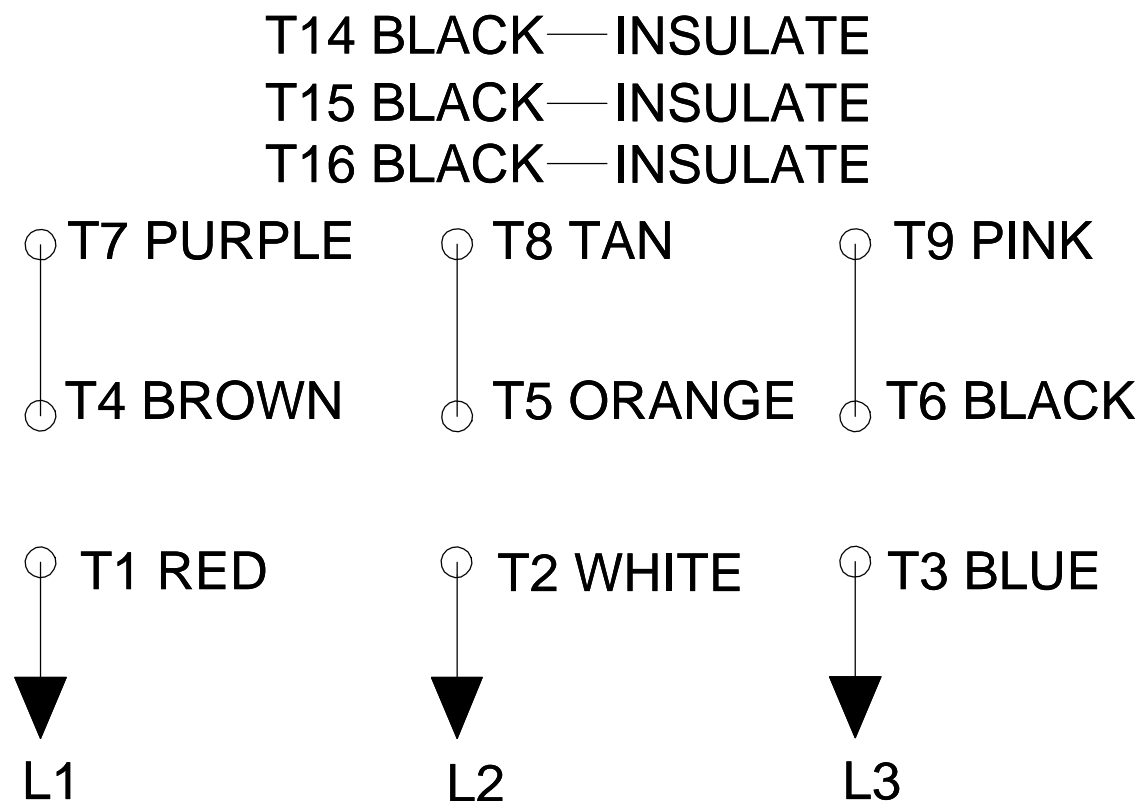 T14 BLACK — INSULATE
T15 BLACK — INSULATE
T16 BLACK — INSULATE
T7 PURPLE T8 TAN T9 PINK
T4 BROWN T5 ORANGE T6 BLACK
T1 RED T2 WHITE T3 BLUE
L1 L2 L3